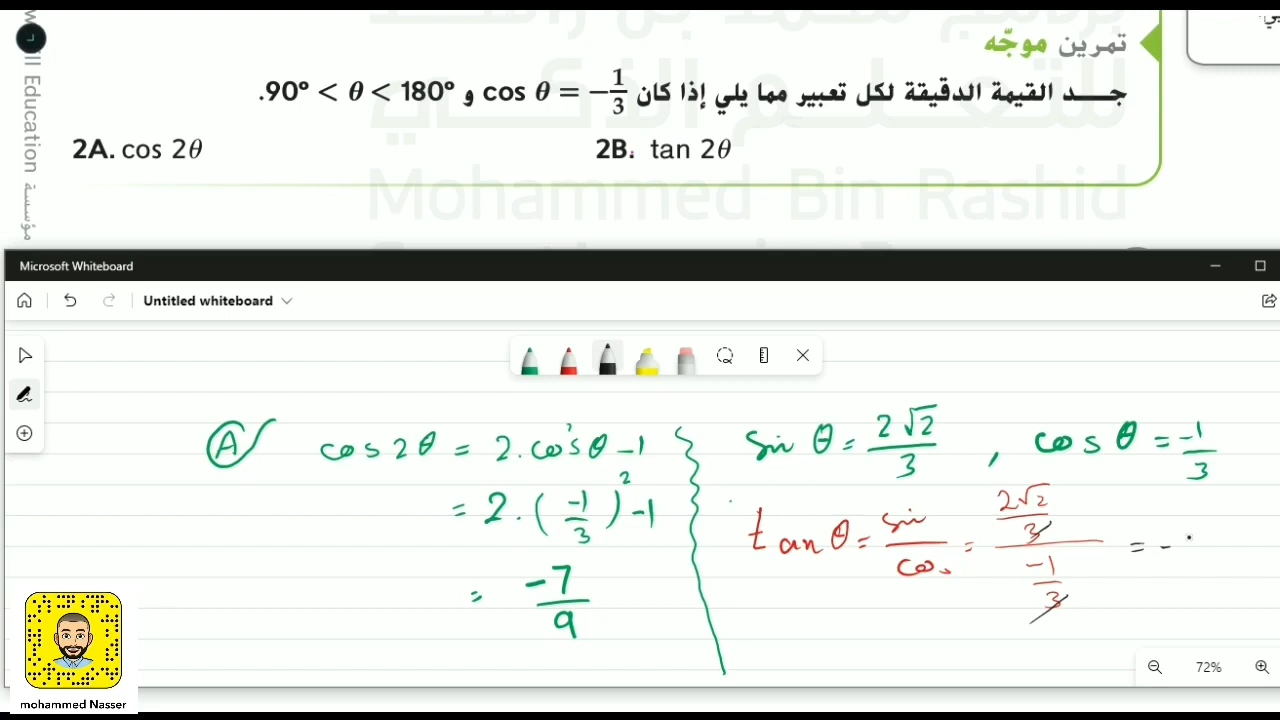 تمرين موجّه
جـــد القيمة الدقيقة لكل تعبير مما يلي إذا كان cos θ = −1/3 و 90° < θ < 180°.
2A. cos 2θ
2B. tan 2θ
ill Education مؤسسة
Mohammed Bin Rashid
Microsoft Whiteboard
Untitled whiteboard
A cos 2θ = 2.cos²θ -1
= 2.(-1/3)² -1
= -7/9
sin θ = 2√2/3 , cos θ = -1/3
tan θ = sin/cos = (2√2/3)/(-1/3) = -
72%
mohammed Nasser